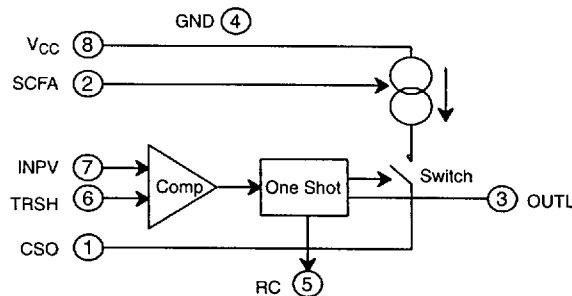 GND 4
VCC 8
SCFA 2
INPV 7
Comp
One Shot
Switch
TRSH 6
3 OUTL
CSO 1
RC 5